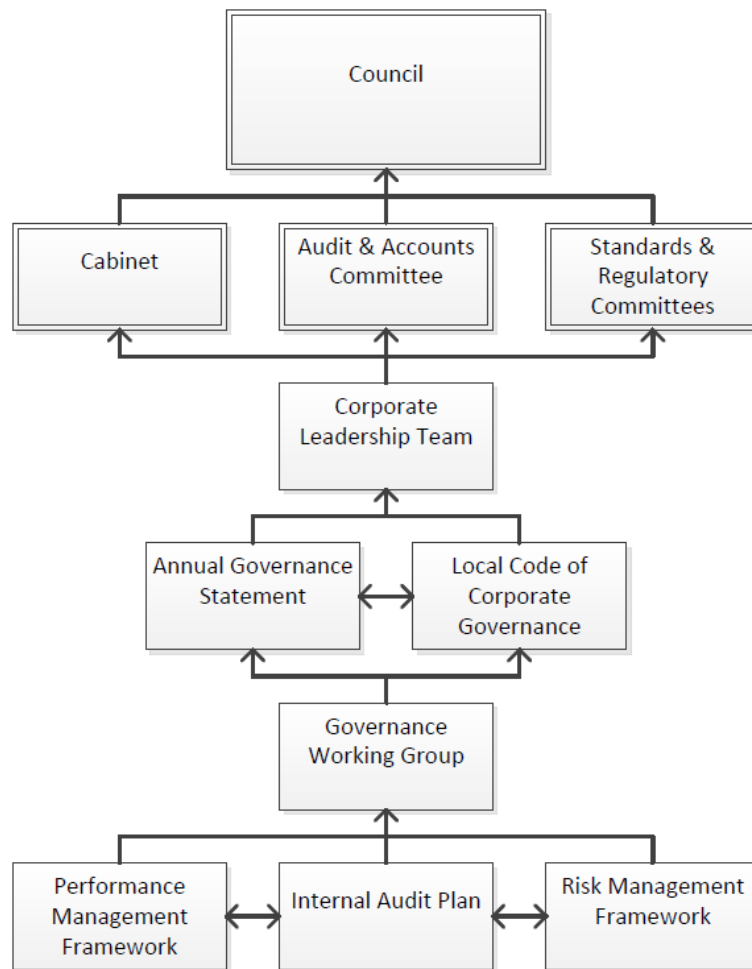 Council
Cabinet
Audit & Accounts
Committee
Standards &
Regulatory
Committees
Corporate
Leadership Team
Annual Governance
Statement
Local Code of
Corporate
Governance
Governance
Working Group
Performance
Management
Framework
Internal Audit Plan
Risk Management
Framework